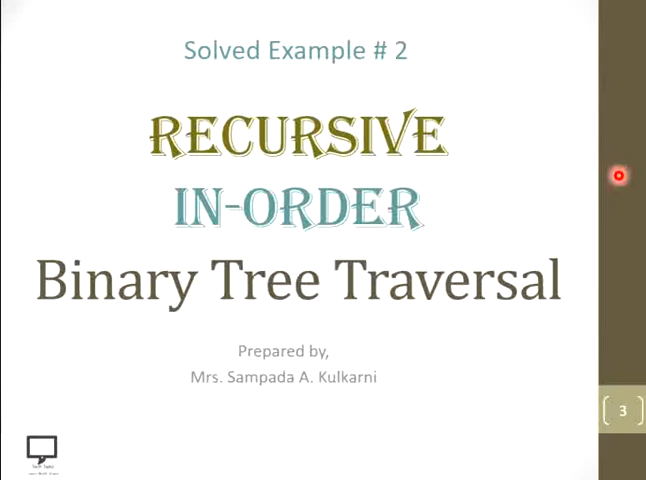 Solved Example # 2
RECURSIVE
IN-ORDER
Binary Tree Traversal
Prepared by,
Mrs. Sampada A. Kulkarni
[ 3 ]